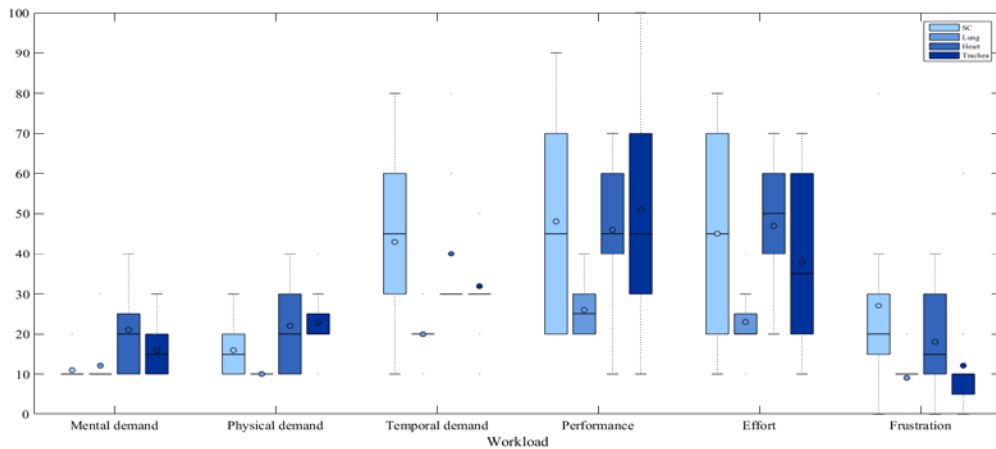 100
90
80
70
60
50
40
30
20
10
0
SC
Lung
Heart
Trachea
Mental demand Physical demand Temporal demand Performance Effort Frustration
Workload